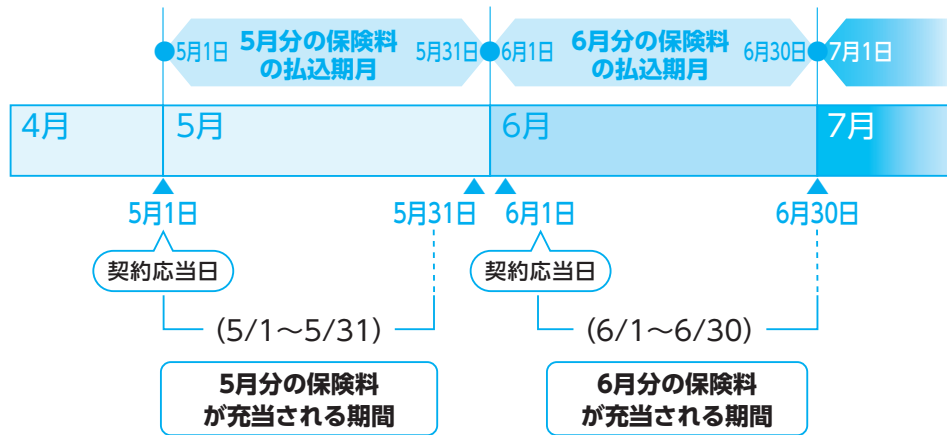 5月1日
5月分の保険料
の払込期月
5月31日
6月1日
6月分の保険料
の払込期月
6月30日
7月1日
4月
5月
6月
7月
5月1日
5月31日
6月1日
6月30日
契約応当日
契約応当日
(5/1〜5/31)
(6/1〜6/30)
5月分の保険料
が充当される期間
6月分の保険料
が充当される期間